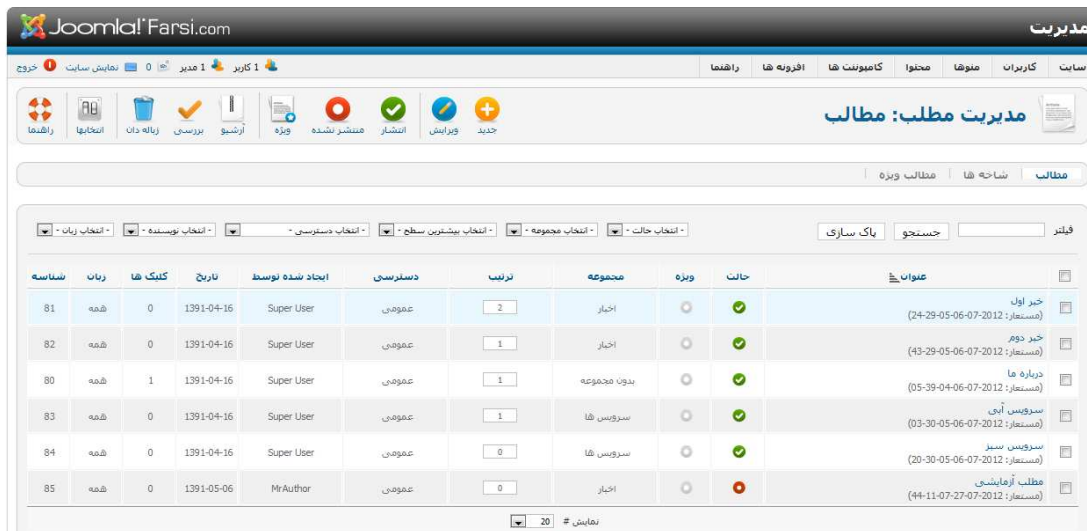 Joomla! Farsi.com
مدیریت
سایت کاربران منوها محتوا کامپوننت ها افزونه ها راهنما
1 کاربر 1 مدیر 0 نمایش سایت خروج
مدیریت مطلب: مطالب
جدید ویرایش انتشار منتشر نشده ویژه آرشیو بررسی زباله دان انتخابها راهنما
مطالب شاخه ها مطالب ویژه
فیلتر جستجو پاک سازی - انتخاب حالت - - انتخاب مجموعه - - انتخاب بیشترین سطح - - انتخاب دسترسی - - انتخاب نویسنده - - انتخاب زبان -
عنوان حالت ویژه مجموعه ترتیب دسترسی ایجاد شده توسط تاریخ کلیک ها زبان شناسه
خبر اول اخبار 2 عمومی Super User 1391-04-16 0 همه 81
(مستعار: 2012-07-06-05-29-24)
خبر دوم اخبار 1 عمومی Super User 1391-04-16 0 همه 82
(مستعار: 2012-07-06-05-29-43)
درباره ما بدون مجموعه 1 عمومی Super User 1391-04-16 1 همه 80
(مستعار: 2012-07-06-04-39-05)
سرویس آبی سرویس ها 1 عمومی Super User 1391-04-16 0 همه 83
(مستعار: 2012-07-06-05-30-03)
سرویس سبز سرویس ها 0 عمومی Super User 1391-04-16 0 همه 84
(مستعار: 2012-07-06-05-30-20)
مطلب آزمایشی اخبار 0 عمومی MrAuthor 1391-05-06 0 همه 85
(مستعار: 2012-07-27-07-11-44)
نمایش # 20